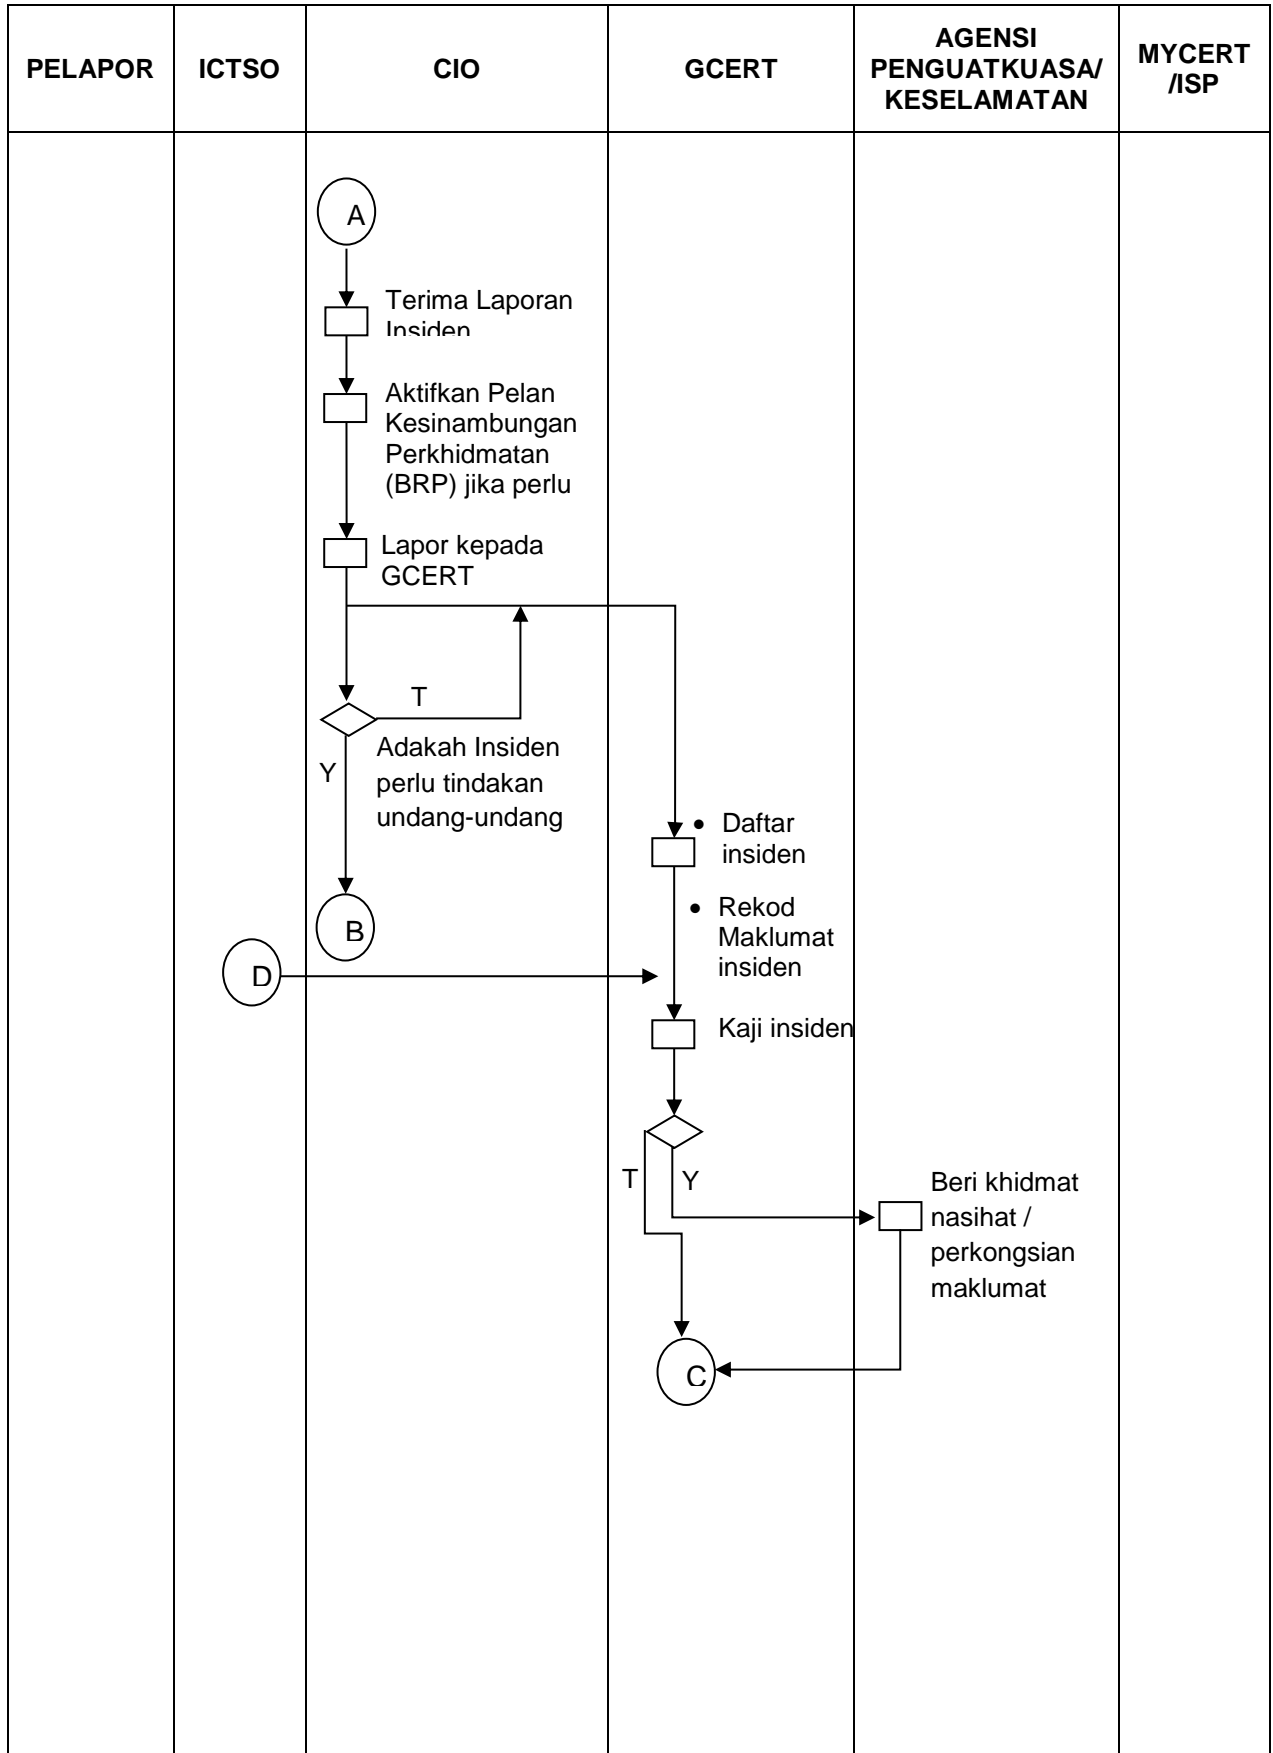 PELAPOR
ICTSO
CIO
GCERT
AGENSI
PENGUATKUASA/
KESELAMATAN
MYCERT
/ISP
A
Terima Laporan
Insiden
Aktifkan Pelan
Kesinambungan
Perkhidmatan
(BRP) jika perlu
Lapor kepada
GCERT
T
Adakah Insiden
perlu tindakan
undang-undang
Y
B
D
• Daftar
insiden
• Rekod
Maklumat
insiden
Kaji insiden
T
Y
Beri khidmat
nasihat /
perkongsian
maklumat
C